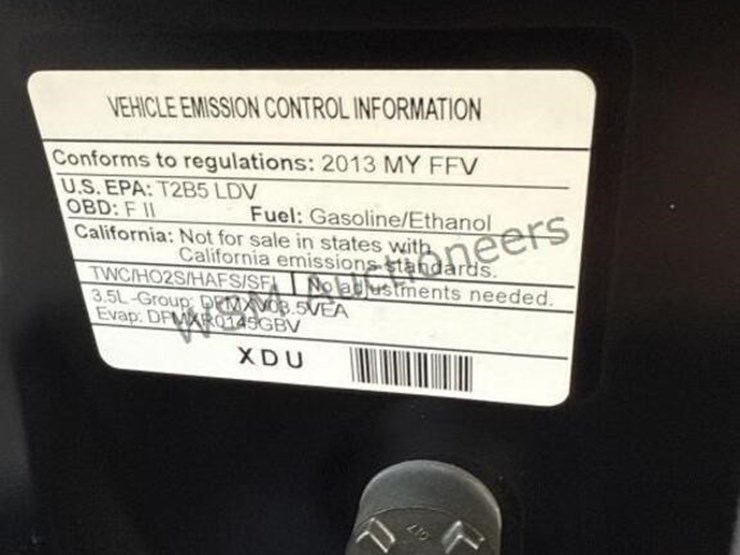 VEHICLE EMISSION CONTROL INFORMATION
Conforms to regulations: 2013 MY FFV
U.S. EPA: T2B5 LDV
OBD: F II Fuel: Gasoline/Ethanol
California: Not for sale in states with
California emissions standards.
TWC/HO2S/HAFS/SFI No adjustments needed.
3.5L-Group: DFMXV03.5VEA
Evap: DFMXR0145GBV
XDU
WSM Auctioneers